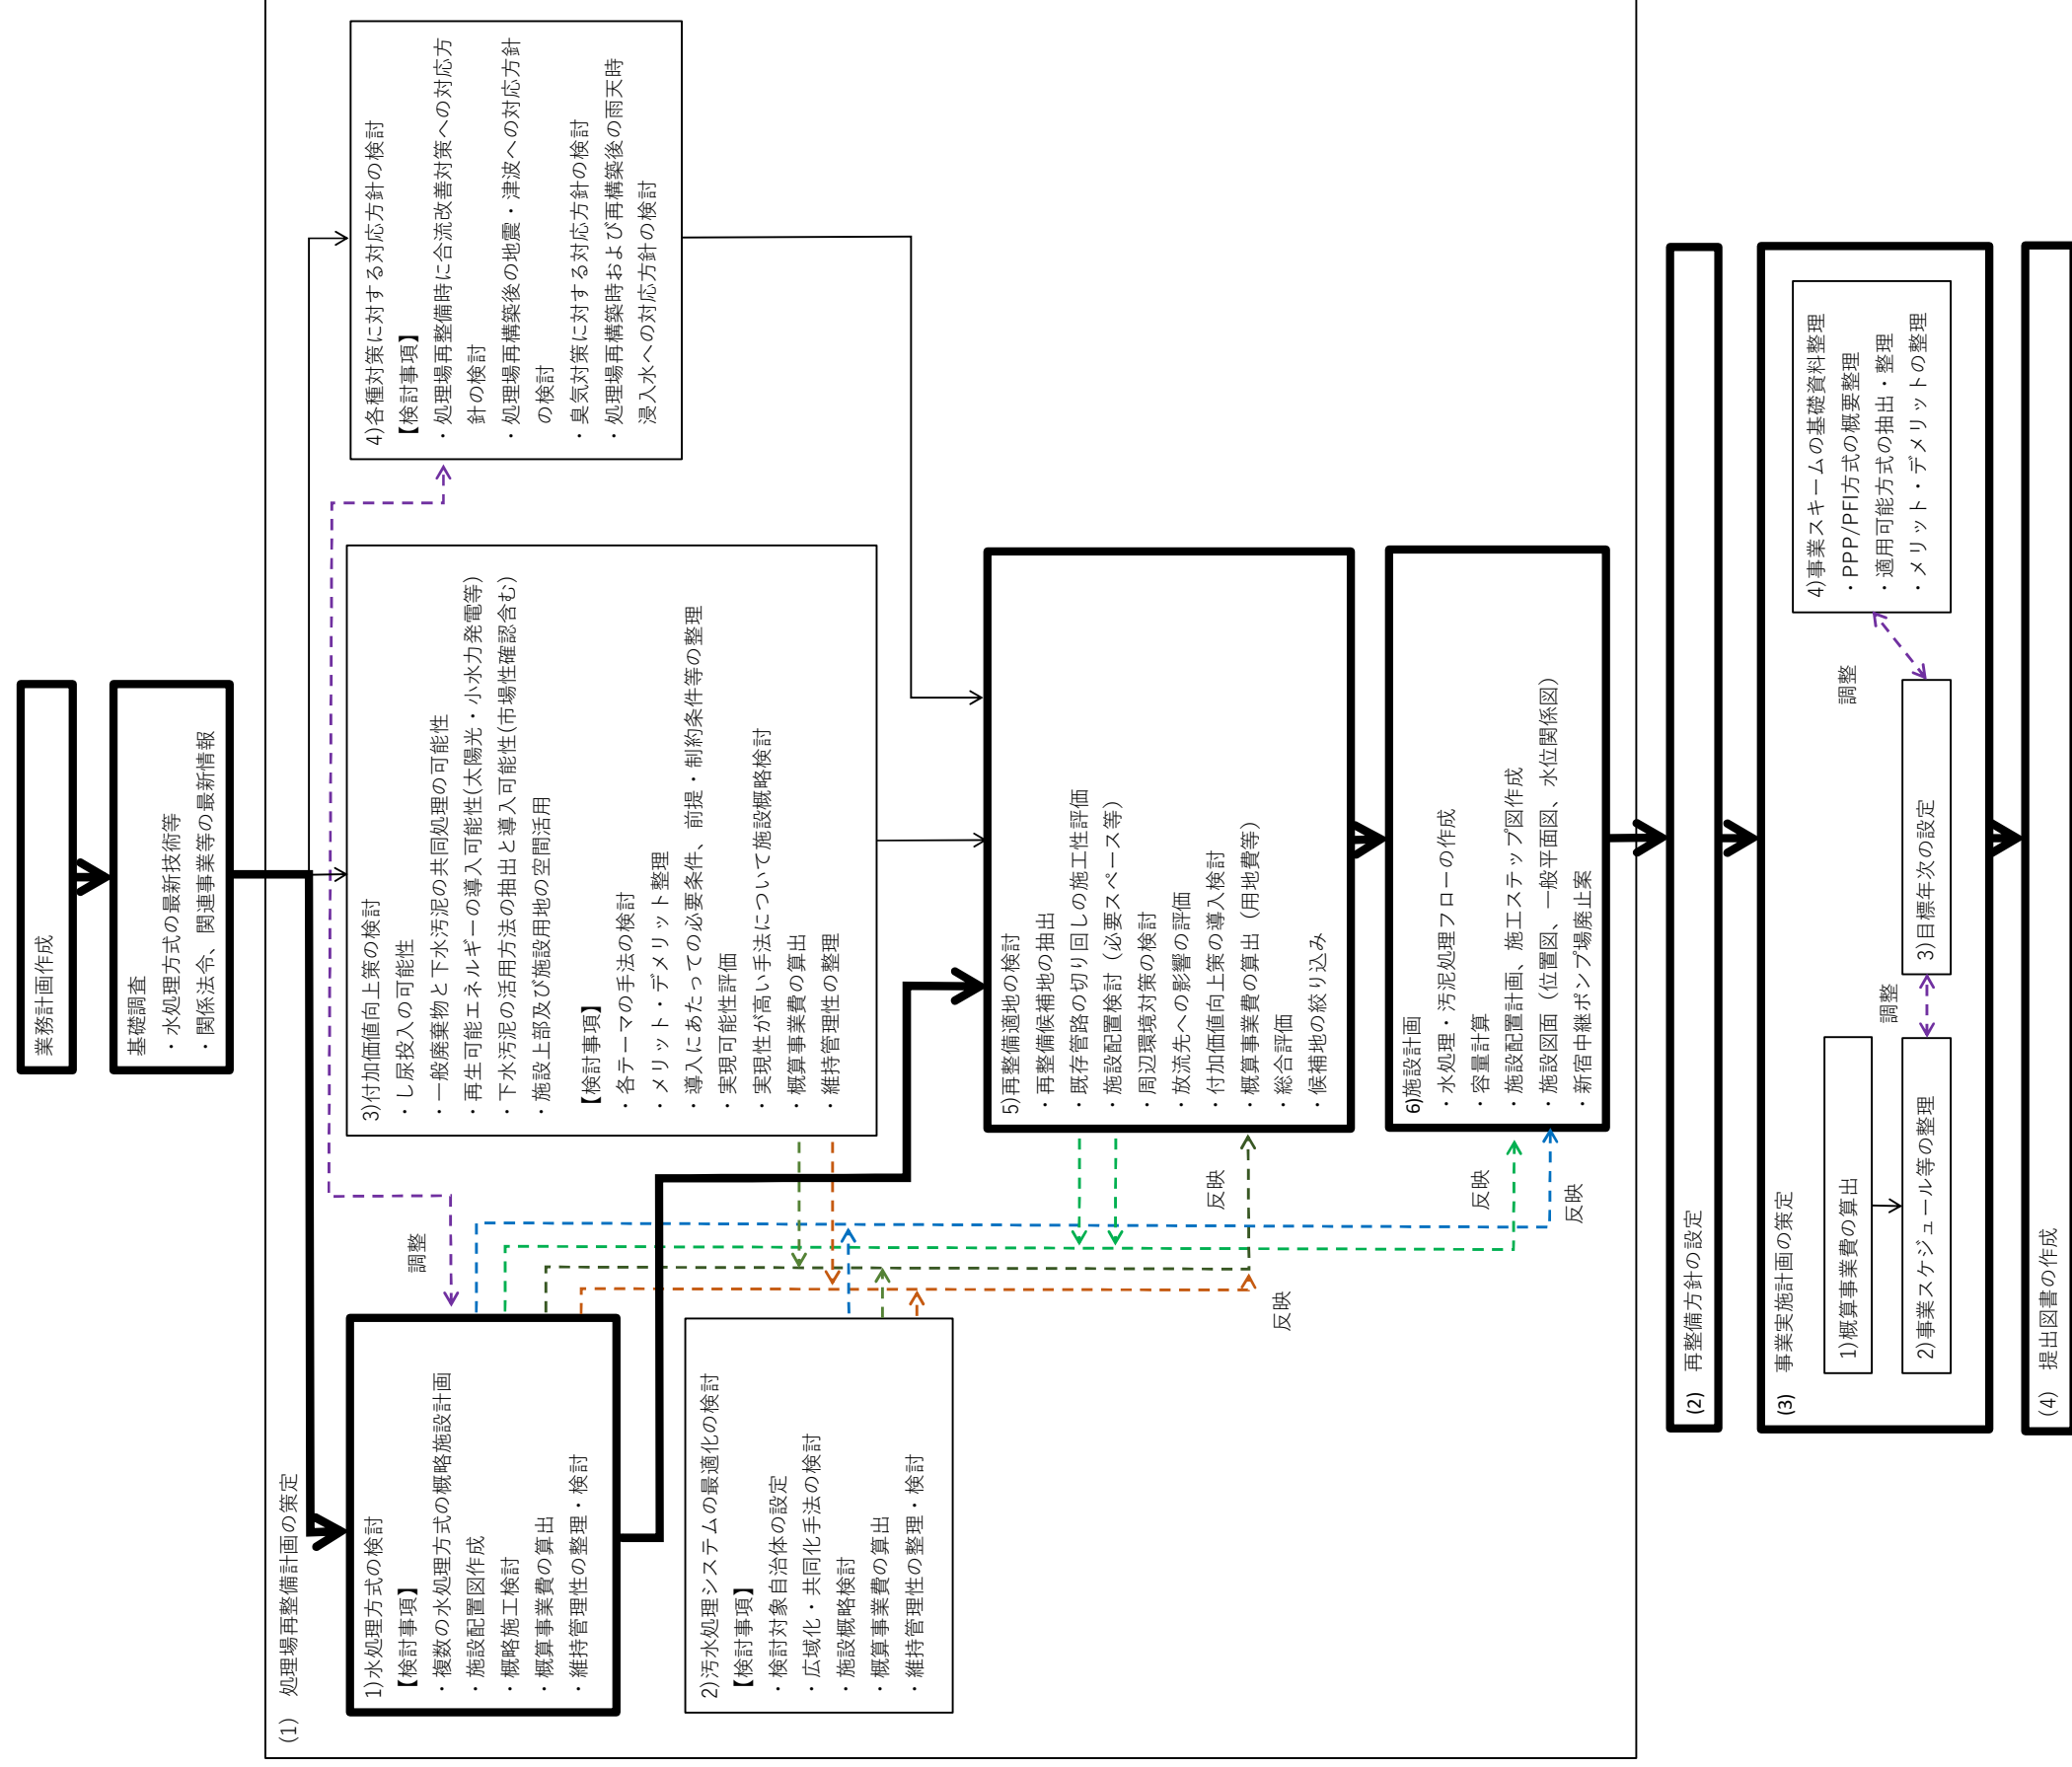 業務計画作成
基礎調査
・水処理方式の最新技術等
・関係法令、関連事業等の最新情報
(1)　処理場再整備計画の策定
1)水処理方式の検討
【検討事項】
・複数の水処理方式の概略施設計画
・施設配置図作成
・概略施工検討
・概算事業費の算出
・維持管理性の整理・検討
調整
2)汚水処理システムの最適化の検討
【検討事項】
・検討対象自治体の設定
・広域化・共同化手法の検討
・施設概略検討
・概算事業費の算出
・維持管理性の整理・検討
3)付加価値向上策の検討
・し尿投入の可能性
・一般廃棄物と下水汚泥の共同処理の可能性
・再生可能エネルギーの導入可能性(太陽光・小水力発電等)
・下水汚泥の活用方法の抽出と導入可能性(市場性確認含む)
・施設上部及び施設用地の空間活用
【検討事項】
・各テーマの手法の検討
・メリット・デメリット整理
・導入にあたっての必要条件、前提・制約条件等の整理
・実現可能性評価
・実現性が高い手法について施設概略検討
・概算事業費の算出
・維持管理性の整理
4)各種対策に対する対応方針の検討
【検討事項】
・処理場再整備時に合流改善対策への対応方
針の検討
・処理場再構築後の地震・津波への対応方針
の検討
・臭気対策に対する対応方針の検討
・処理場再構築時および再構築後の雨天時
浸入水への対応方針の検討
5)再整備適地の検討
・再整備候補地の抽出
・既存管路の切り回しの施工性評価
・施設配置検討（必要スペース等）
・周辺環境対策の検討
・放流先への影響の評価
・付加価値向上策の導入検討
・概算事業費の算出（用地費等）
・総合評価
・候補地の絞り込み
反映
反映
6)施設計画
・水処理・汚泥処理フローの作成
・容量計算
・施設配置計画、施工ステップ図作成
・施設図面（位置図、一般平面図、水位関係図）
・新宿中継ポンプ場廃止案
反映
反映
(2)　再整備方針の設定
(3)　事業実施計画の策定
1)概算事業費の算出
2)事業スケジュール等の整理
調整
3)目標年次の設定
調整
4)事業スキームの基礎資料整理
・PPP/PFI方式の概要整理
・適用可能方式の抽出・整理
・メリット・デメリットの整理
(4)　提出図書の作成